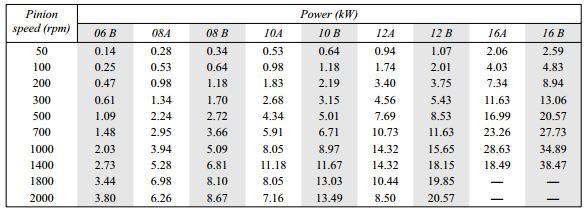 Pinion Power (kW)
speed (rpm) 06 B 08A 08 B 10A 10 B 12A 12 B 16A 16 B
50 0.14 0.28 0.34 0.53 0.64 0.94 1.07 2.06 2.59
100 0.25 0.53 0.64 0.98 1.18 1.74 2.01 4.03 4.83
200 0.47 0.98 1.18 1.83 2.19 3.40 3.75 7.34 8.94
300 0.61 1.34 1.70 2.68 3.15 4.56 5.43 11.63 13.06
500 1.09 2.24 2.72 4.34 5.01 7.69 8.53 16.99 20.57
700 1.48 2.95 3.66 5.91 6.71 10.73 11.63 23.26 27.73
1000 2.03 3.94 5.09 8.05 8.97 14.32 15.65 28.63 34.89
1400 2.73 5.28 6.81 11.18 11.67 14.32 18.15 18.49 38.47
1800 3.44 6.98 8.10 8.05 13.03 10.44 19.85 — —
2000 3.80 6.26 8.67 7.16 13.49 8.50 20.57 — —